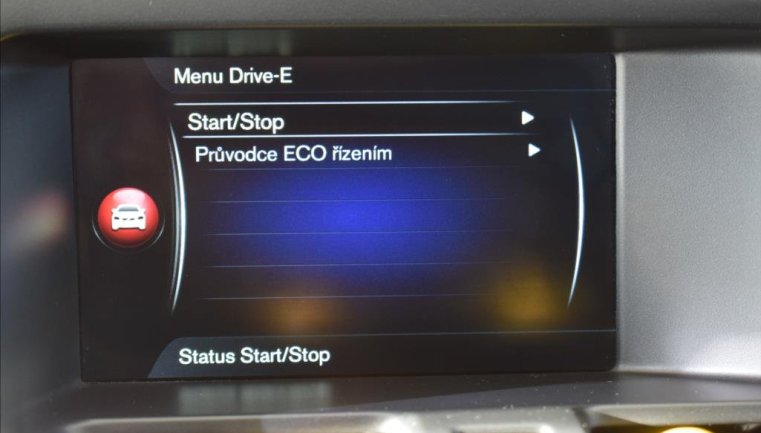 Menu Drive-E
Start/Stop
Průvodce ECO řízením
Status Start/Stop